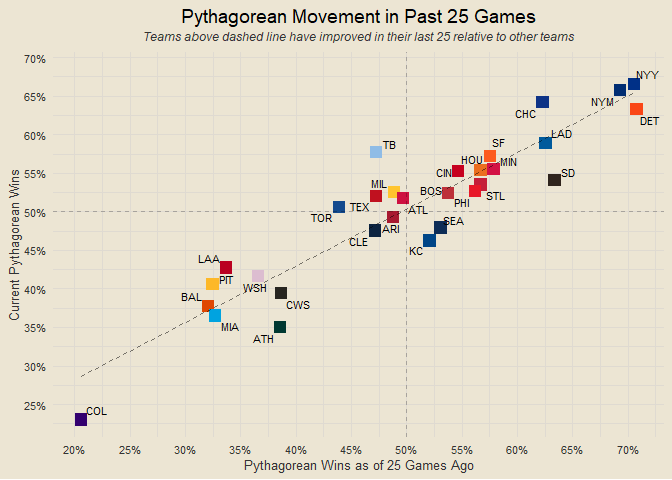 Pythagorean Movement in Past 25 Games
Teams above dashed line have improved in their last 25 relative to other teams
70%
65%
60%
55%
50%
45%
40%
35%
30%
25%
Current Pythagorean Wins
NYY
NYM
CHC
DET
LAD
SF
TB
HOU
MIN
CIN
SD
MIL
BOS
STL
PHI
TEX
ATL
TOR
SEA
ARI
CLE
KC
LAA
PIT
WSH
BAL
CWS
MIA
ATH
COL
20%
25%
30%
35%
40%
45%
50%
55%
60%
65%
70%
Pythagorean Wins as of 25 Games Ago